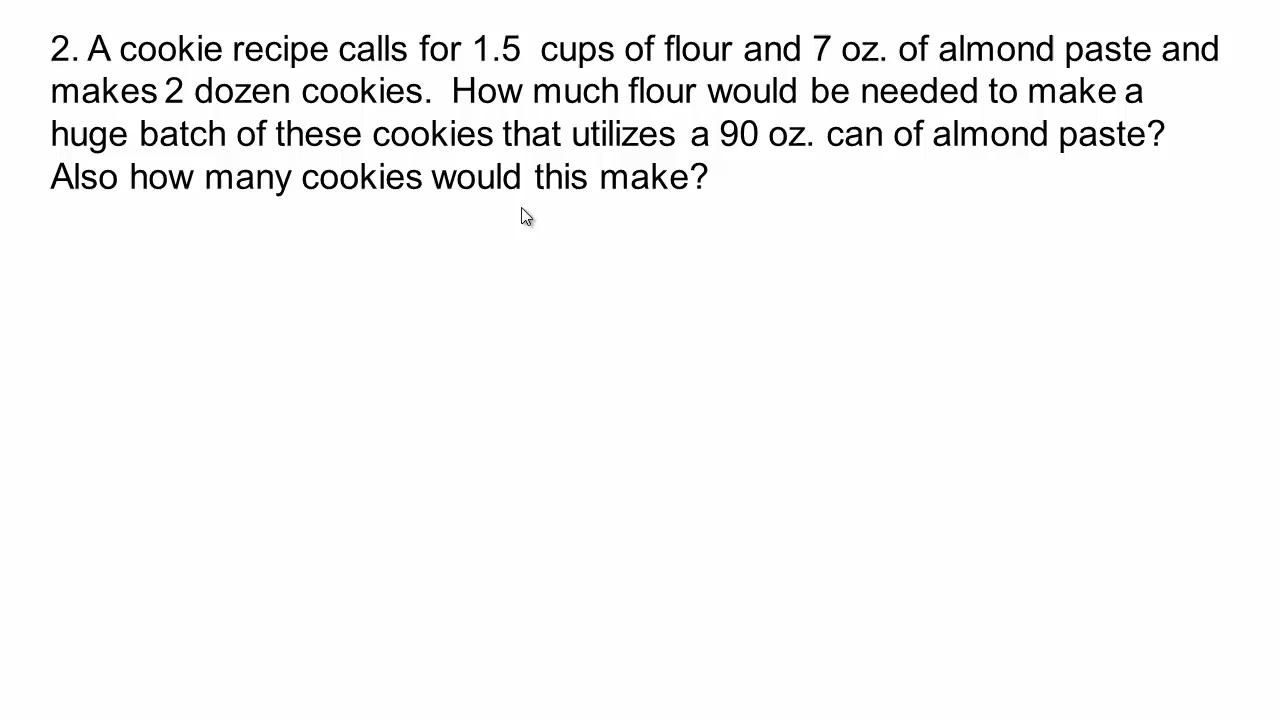 2. A cookie recipe calls for 1.5 cups of flour and 7 oz. of almond paste and
makes 2 dozen cookies. How much flour would be needed to make a
huge batch of these cookies that utilizes a 90 oz. can of almond paste?
Also how many cookies would this make?